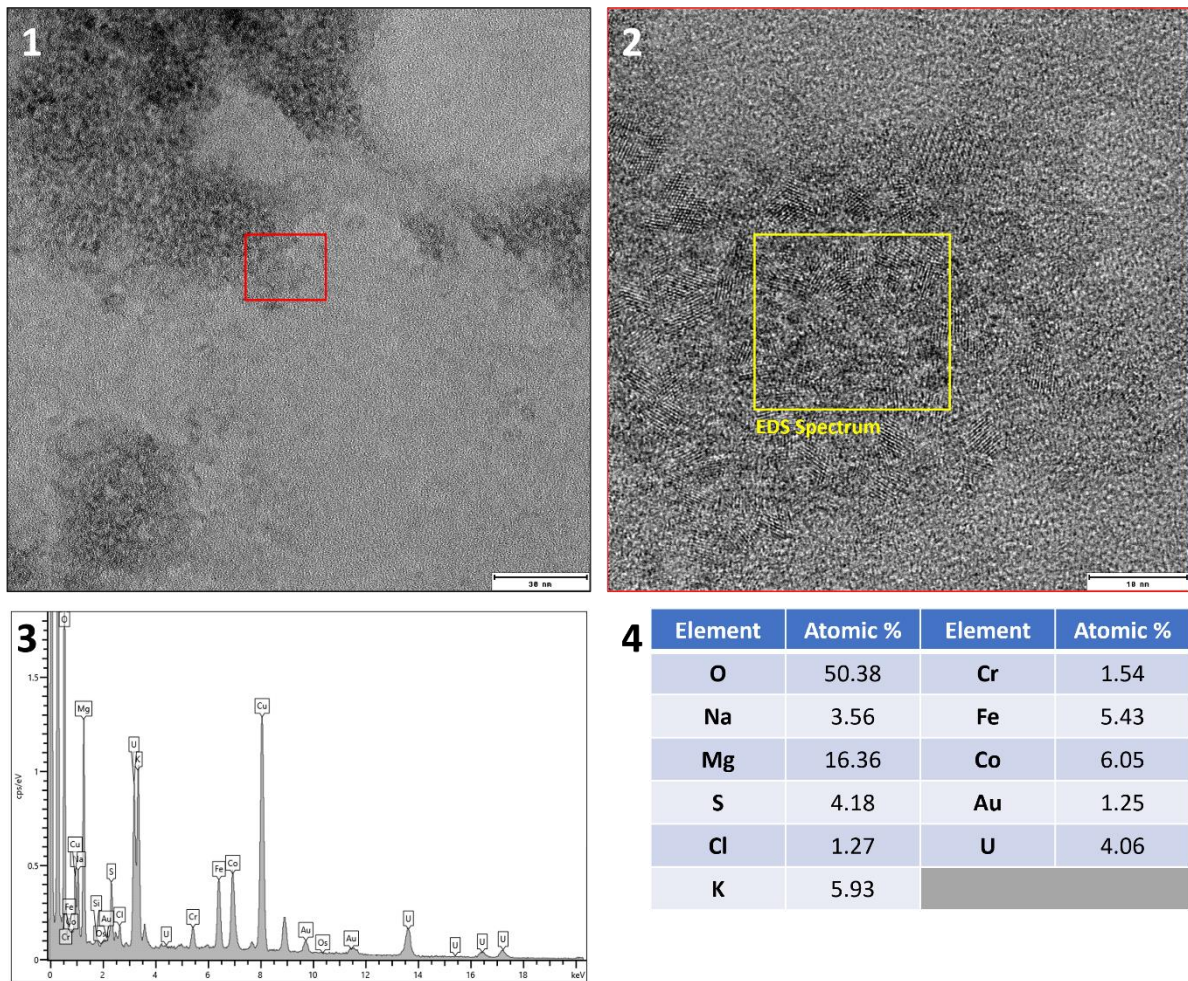 1
30 nm
2
EDS Spectrum
10 nm
3
O
Mg
U
K
Cu
Cu
Na
Fe
Co
Cr
Si
Os
Au
S
Cl
U
Cr
Fe
Co
Au
Os
Au
U
U
U
U
cps/eV
1.5
1
0.5
0
0 2 4 6 8 10 12 14 16 18 keV
4
Element Atomic % Element Atomic %
O 50.38 Cr 1.54
Na 3.56 Fe 5.43
Mg 16.36 Co 6.05
S 4.18 Au 1.25
Cl 1.27 U 4.06
K 5.93